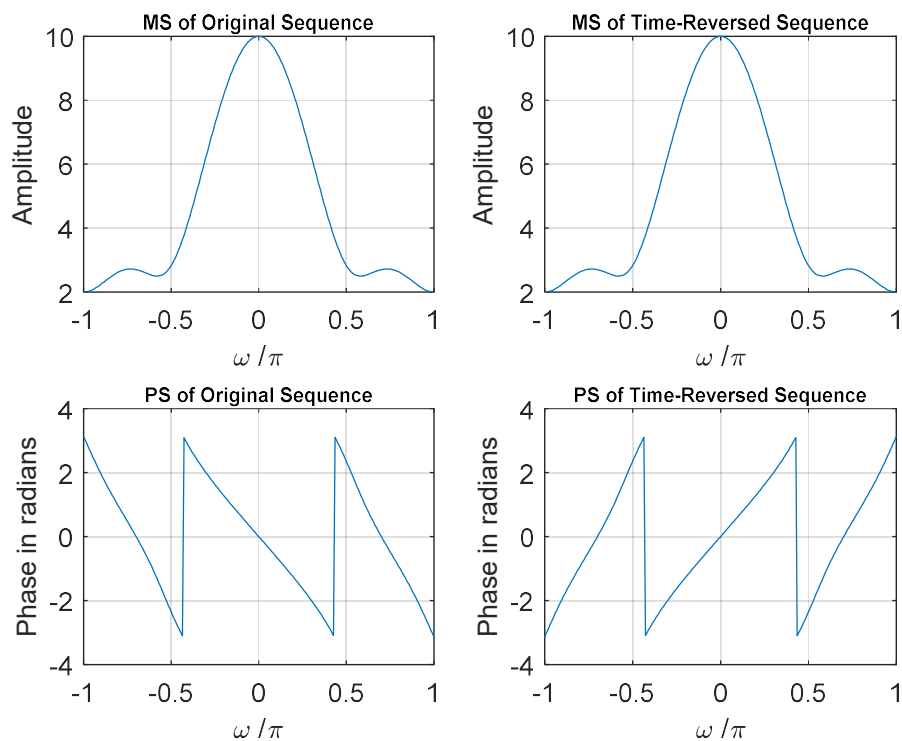 MS of Original Sequence
10
8
6
4
2
Amplitude
-1 -0.5 0 0.5 1
ω /π
MS of Time-Reversed Sequence
10
8
6
4
2
Amplitude
-1 -0.5 0 0.5 1
ω /π
PS of Original Sequence
4
2
0
-2
-4
Phase in radians
-1 -0.5 0 0.5 1
ω /π
PS of Time-Reversed Sequence
4
2
0
-2
-4
Phase in radians
-1 -0.5 0 0.5 1
ω /π